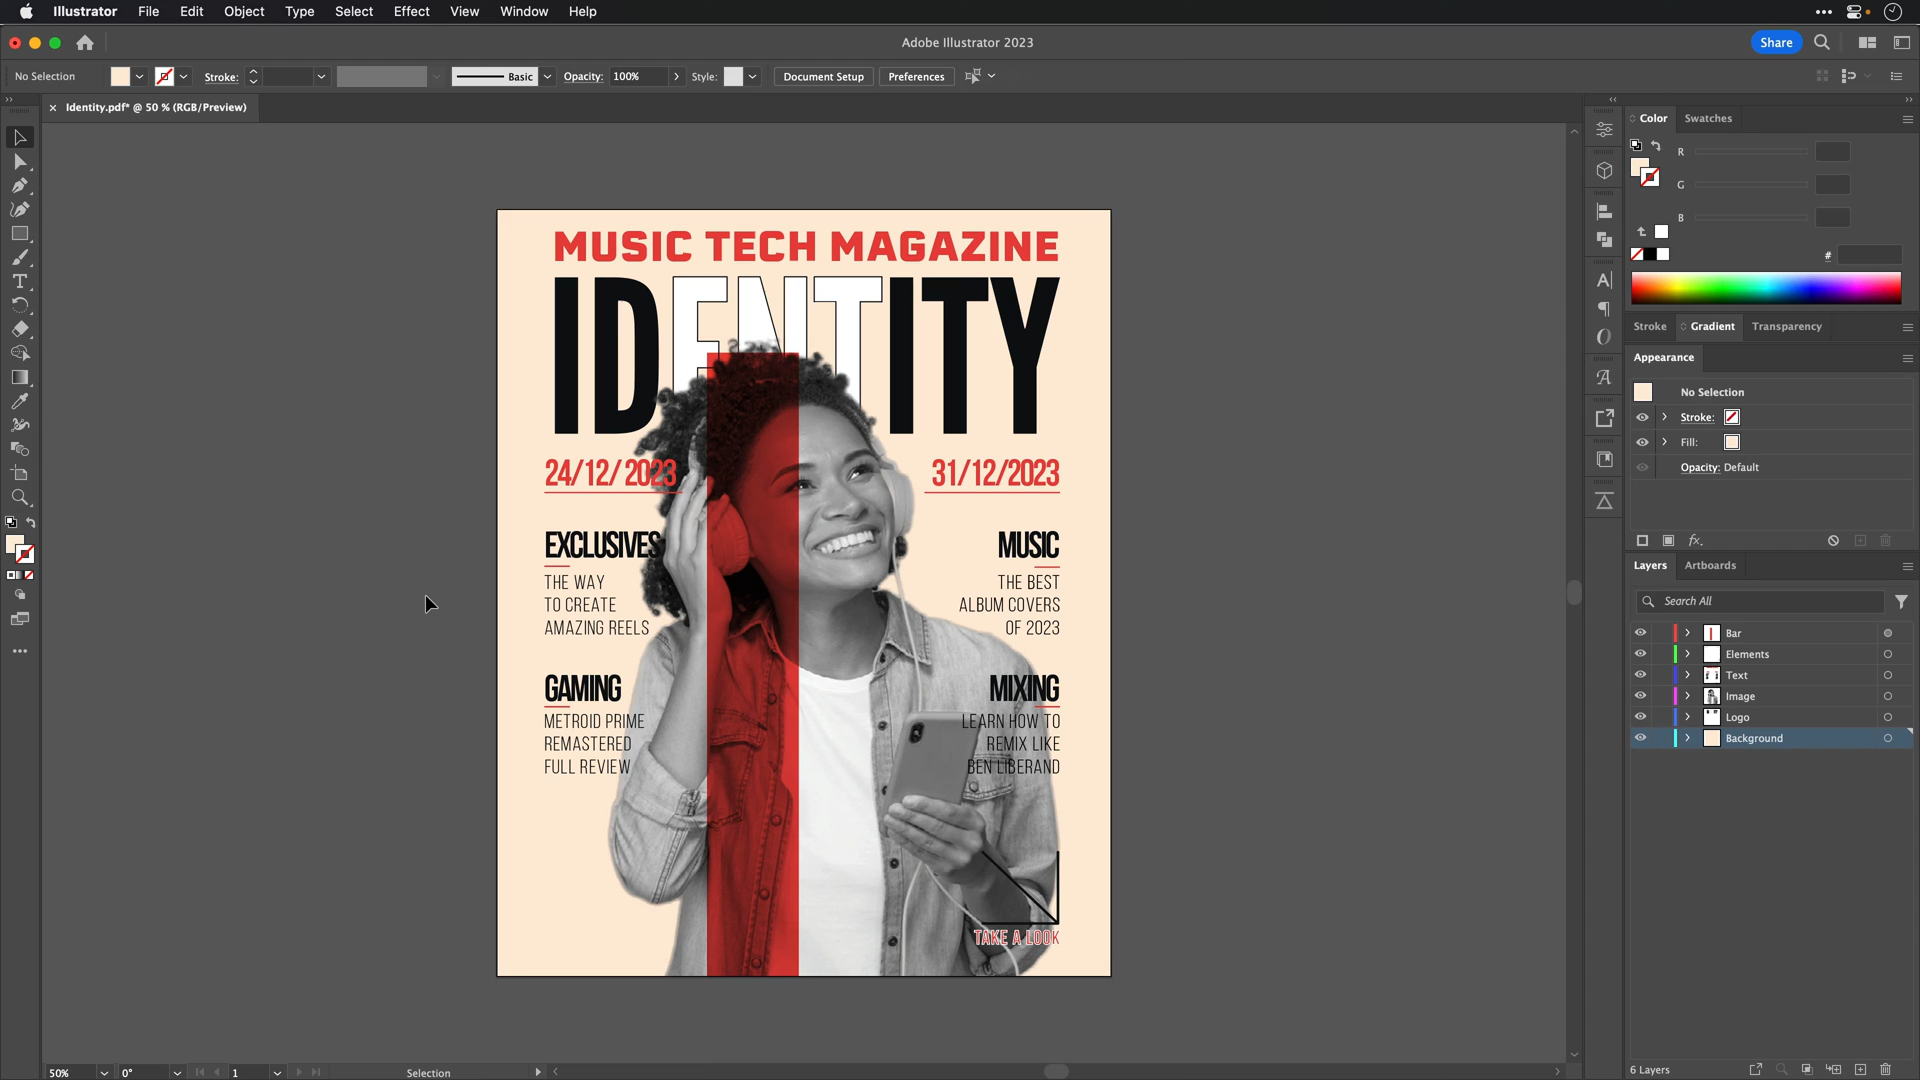 Illustrator File Edit Object Type Select Effect View Window Help
Adobe Illustrator 2023
Share
No Selection
Stroke:
Basic
Opacity: 100%
Style:
Document Setup
Preferences
× Identity.pdf* @ 50 % (RGB/Preview)
MUSIC TECH MAGAZINE
IDENTITY
24/12/2023
31/12/2023
EXCLUSIVES
THE WAY
TO CREATE
AMAZING REELS
MUSIC
THE BEST
ALBUM COVERS
OF 2023
GAMING
METROID PRIME
REMASTERED
FULL REVIEW
MIXING
LEARN HOW TO
REMIX LIKE
BEN LIBERAND
TAKE A LOOK
Color Swatches
R
G
B
#
Stroke Gradient Transparency
Appearance
No Selection
Stroke:
Fill:
Opacity: Default
fx.
Layers Artboards
Search All
Bar
Elements
Text
Image
Logo
Background
6 Layers
50%
0°
1
Selection